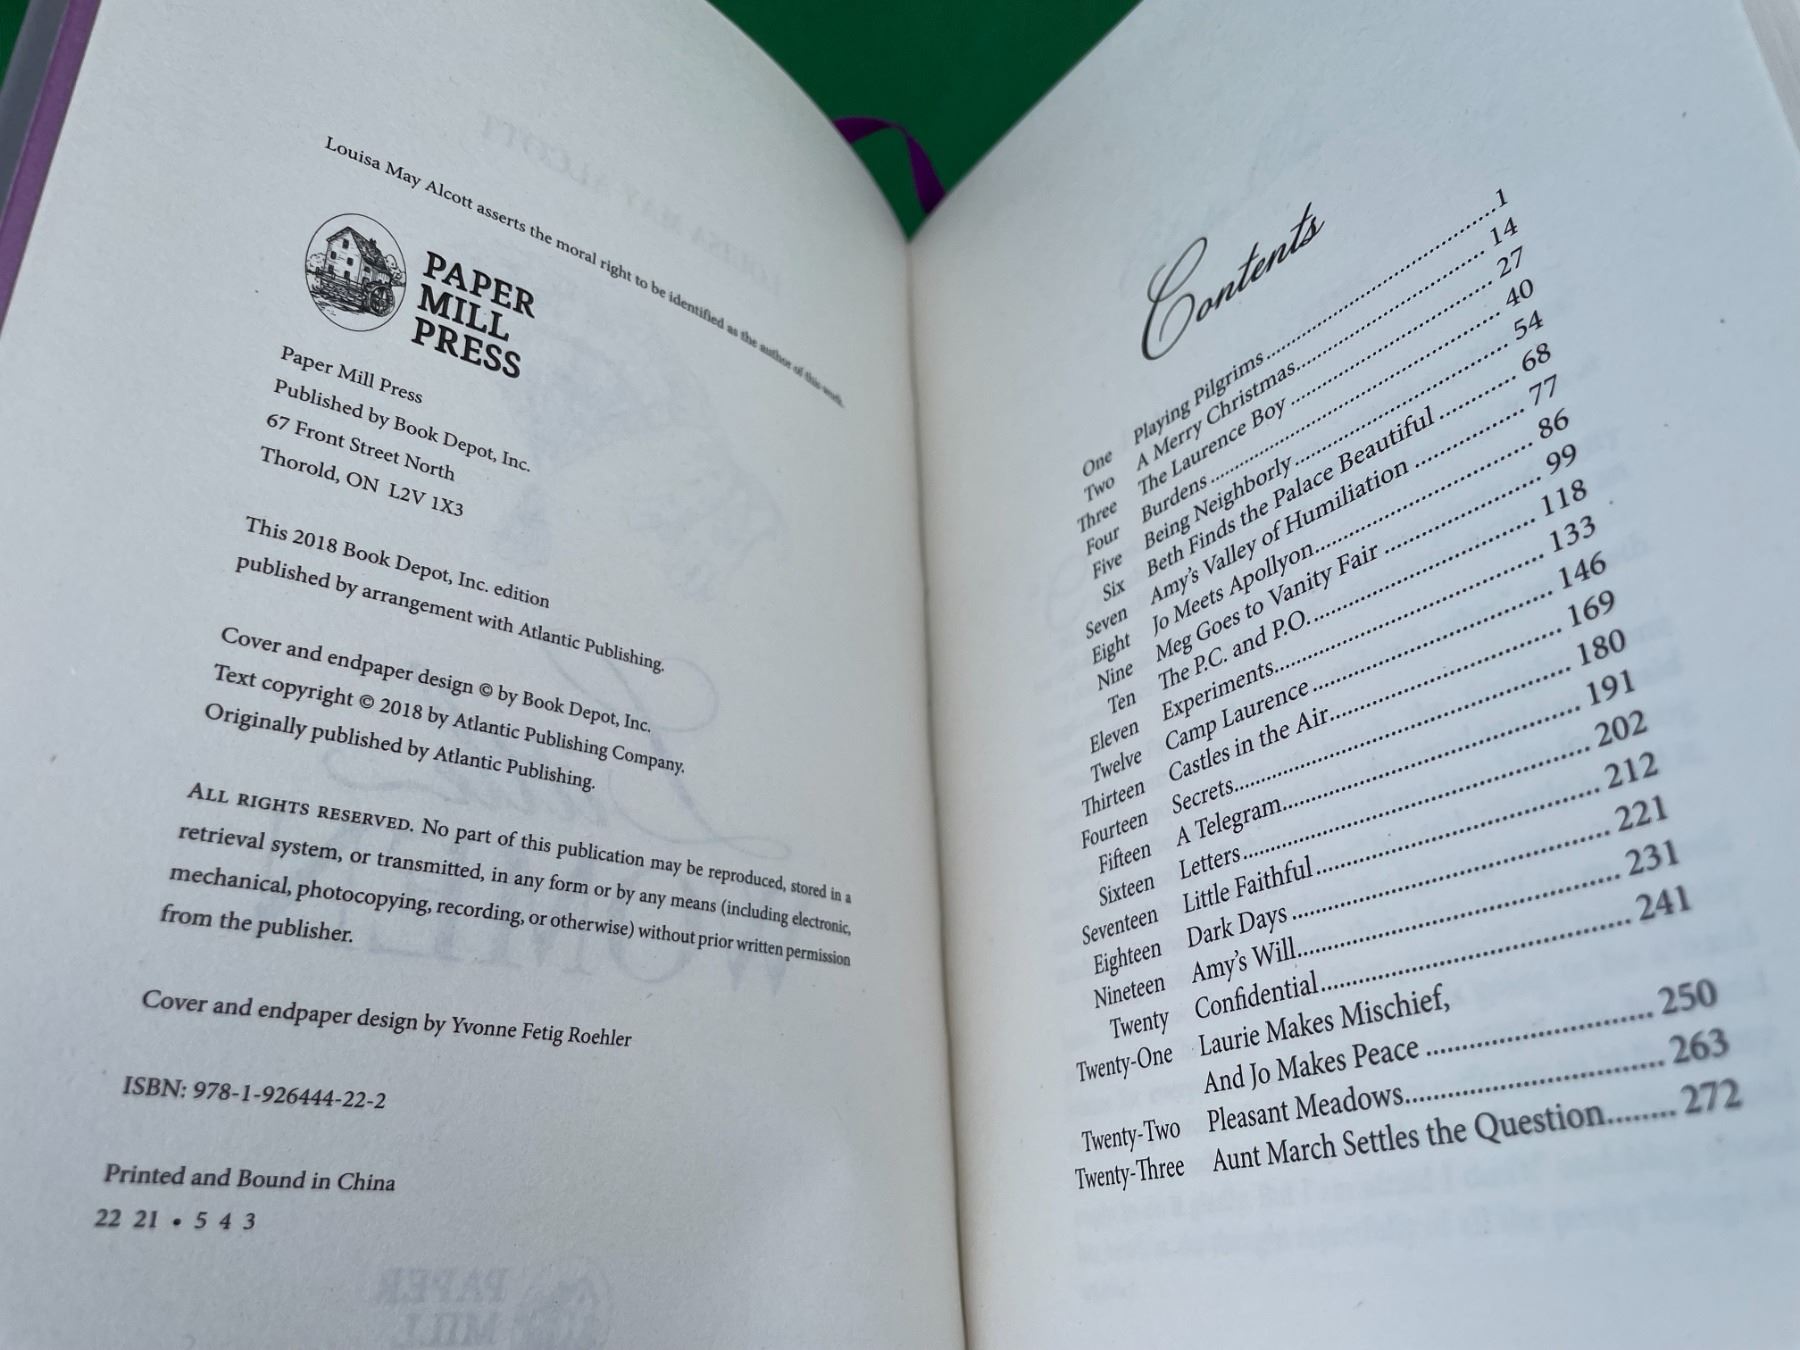 Louisa May Alcott asserts the moral right to be identified as the author of this work.
PAPER
MILL
PRESS
Paper Mill Press
Published by Book Depot, Inc.
67 Front Street North
Thorold, ON L2V 1X3
This 2018 Book Depot, Inc. edition
published by arrangement with Atlantic Publishing.
Cover and endpaper design © by Book Depot, Inc.
Text copyright © 2018 by Atlantic Publishing Company.
Originally published by Atlantic Publishing.
ALL RIGHTS RESERVED. No part of this publication may be reproduced, stored in a
retrieval system, or transmitted, in any form or by any means (including electronic,
mechanical, photocopying, recording, or otherwise) without prior written permission
from the publisher.
Cover and endpaper design by Yvonne Fetig Roehler
ISBN: 978-1-926444-22-2
Printed and Bound in China
22 21 • 5 4 3
Contents
One Playing Pilgrims 1
Two A Merry Christmas 14
Three The Laurence Boy 27
Four Burdens 40
Five Being Neighborly 54
Six Beth Finds the Palace Beautiful 68
Seven Amy's Valley of Humiliation 77
Eight Jo Meets Apollyon 86
Nine Meg Goes to Vanity Fair 99
Ten The P.C. and P.O. 118
Eleven Experiments 133
Twelve Camp Laurence 146
Thirteen Castles in the Air 169
Fourteen Secrets 180
Fifteen A Telegram 191
Sixteen Letters 202
Seventeen Little Faithful 212
Eighteen Dark Days 221
Nineteen Amy's Will 231
Twenty Confidential 241
Twenty-One Laurie Makes Mischief,
And Jo Makes Peace 250
Twenty-Two Pleasant Meadows 263
Twenty-Three Aunt March Settles the Question 272